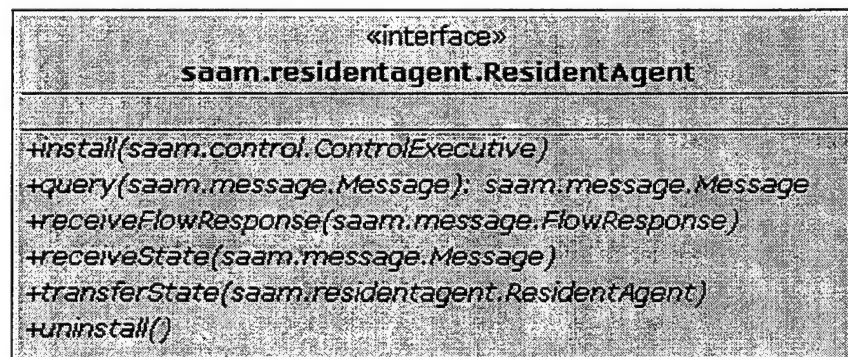 «interface»
saam.residentagent.ResidentAgent
+install(saam.control.ControlExecutive)
+query(saam.message.Message): saam.message.Message
+receiveFlowResponse(saam.message.FlowResponse)
+receiveState(saam.message.Message)
+transferState(saam.residentagent.ResidentAgent)
+uninstall()